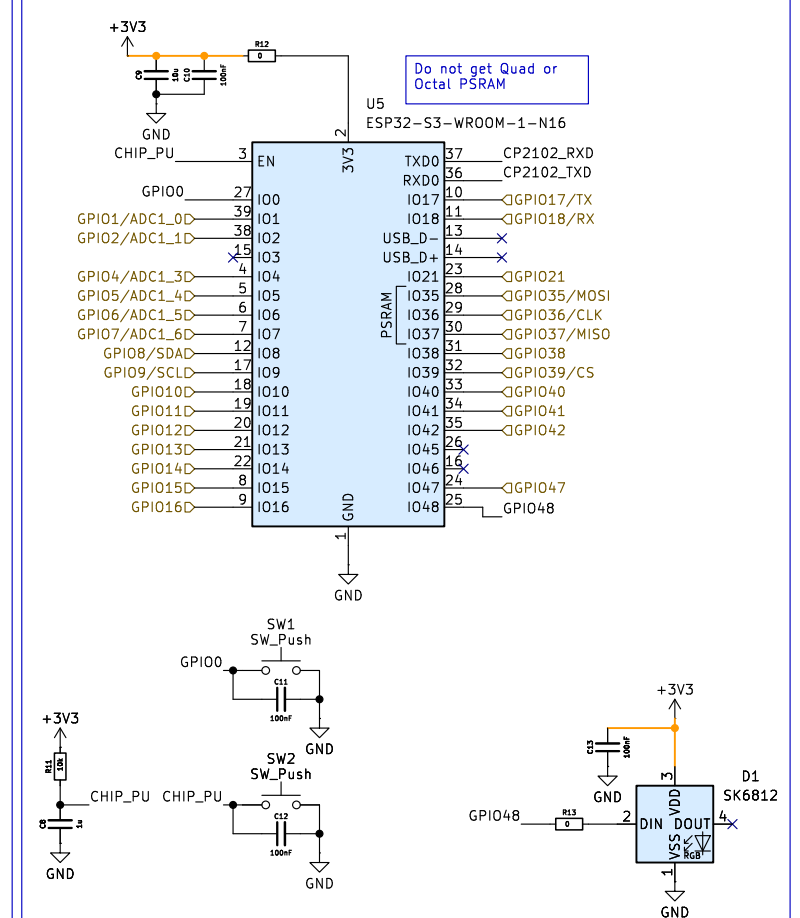 +3V3
R12
0
C9
10u
C10
100nF
GND
Do not get Quad or
Octal PSRAM
U5
ESP32-S3-WROOM-1-N16
2
3V3
CHIP_PU 3 EN
GPIO0 27 IO0
GPIO1/ADC1_0 39 IO1
GPIO2/ADC1_1 38 IO2
15 IO3
GPIO4/ADC1_3 4 IO4
GPIO5/ADC1_4 5 IO5
GPIO6/ADC1_5 6 IO6
GPIO7/ADC1_6 7 IO7
GPIO8/SDA 12 IO8
GPIO9/SCL 17 IO9
GPIO10 18 IO10
GPIO11 19 IO11
GPIO12 20 IO12
GPIO13 21 IO13
GPIO14 22 IO14
GPIO15 8 IO15
GPIO16 9 IO16
TXD0 37 CP2102_RXD
RXD0 36 CP2102_TXD
IO17 10 GPIO17/TX
IO18 11 GPIO18/RX
USB_D- 13
USB_D+ 14
IO21 23 GPIO21
PSRAM
IO35 28 GPIO35/MOSI
IO36 29 GPIO36/CLK
IO37 30 GPIO37/MISO
IO38 31 GPIO38
IO39 32 GPIO39/CS
IO40 33 GPIO40
IO41 34 GPIO41
IO42 35 GPIO42
IO45 26
IO46 16
IO47 24 GPIO47
IO48 25 GPIO48
GND
1
GND
SW1
SW_Push
GPIO0
C11
100nF
GND
+3V3
R11
10k
CHIP_PU
C8
1u
GND
SW2
SW_Push
CHIP_PU
C12
100nF
GND
+3V3
C13
100nF
GND
D1
SK6812
GPIO48
R13
0
3
VDD
2 DIN
DOUT 4
VSS
RGB
1
GND